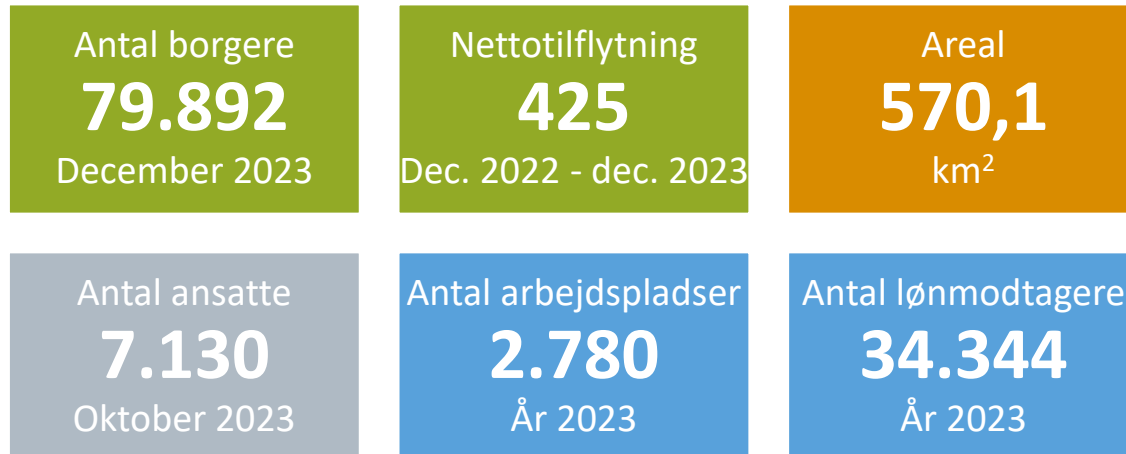 Antal borgere
79.892
December 2023
Nettotilflytning
425
Dec. 2022 - dec. 2023
Areal
570,1
km²
Antal ansatte
7.130
Oktober 2023
Antal arbejdspladser
2.780
År 2023
Antal lønmodtagere
34.344
År 2023